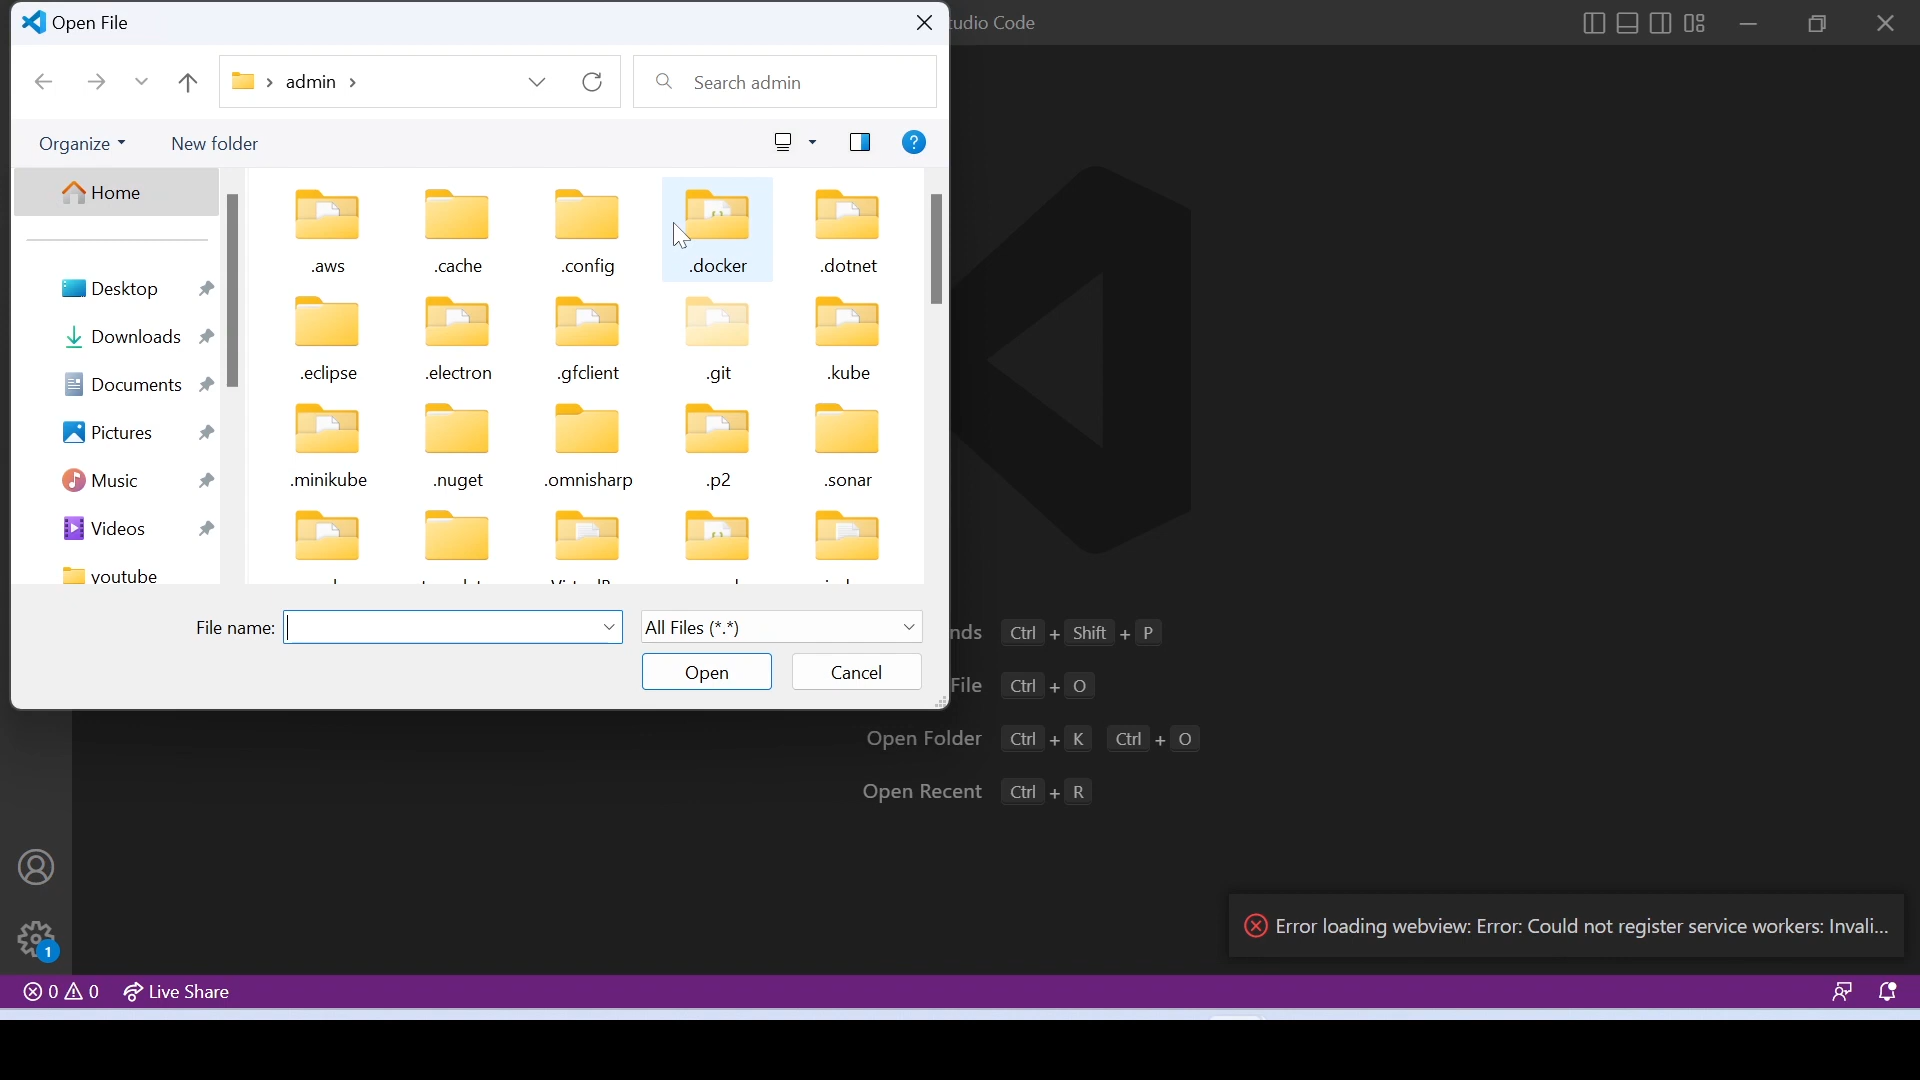 Open File
udio Code
admin
Search admin
Organize
New folder
Home
Desktop
Downloads
Documents
Pictures
Music
Videos
youtube
.aws
.cache
.config
.docker
.dotnet
.eclipse
.electron
.gfclient
.git
.kube
.minikube
.nuget
.omnisharp
.p2
.sonar
File name:
All Files (*.*)
Open
Cancel
nds Ctrl + Shift + P
File Ctrl + O
Open Folder Ctrl + K Ctrl + O
Open Recent Ctrl + R
1
Error loading webview: Error: Could not register service workers: Invali...
0 0 Live Share